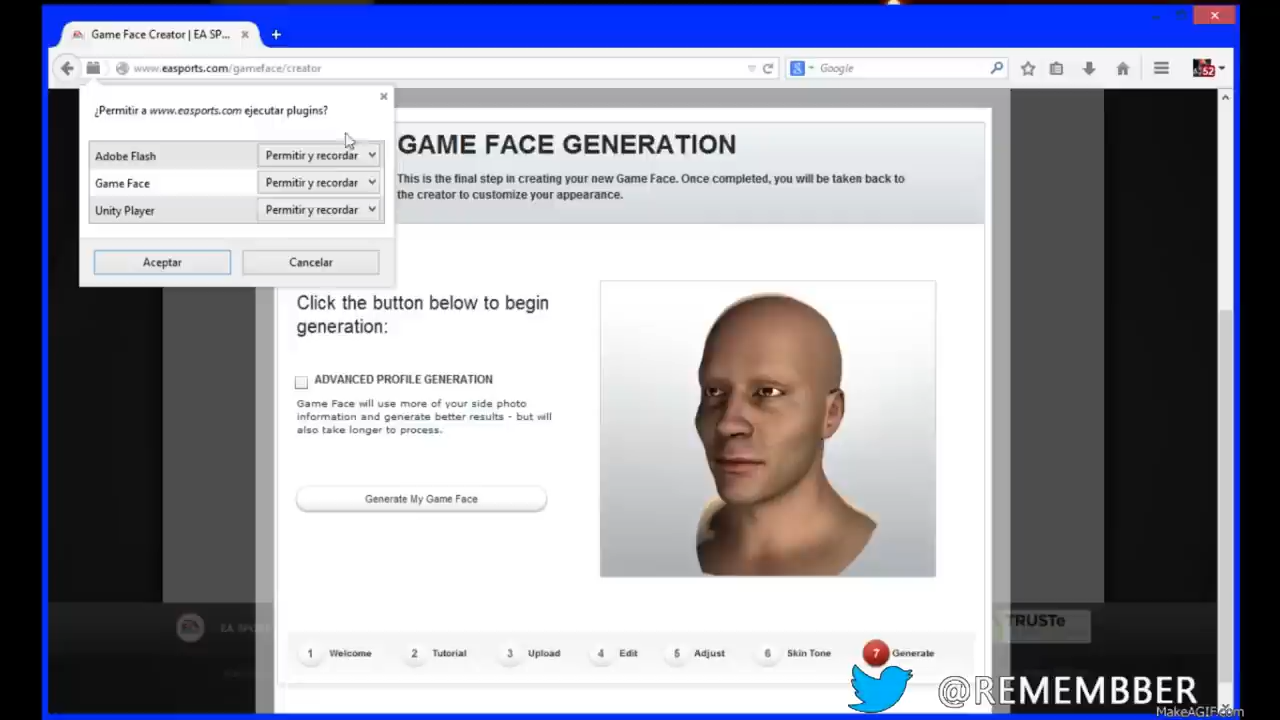 Game Face Creator | EA SP...
www.easports.com/gameface/creator
Google
52
¿Permitir a www.easports.com ejecutar plugins?
Adobe Flash Permitir y recordar
Game Face Permitir y recordar
Unity Player Permitir y recordar
Aceptar Cancelar
GAME FACE GENERATION
This is the final step in creating your new Game Face. Once completed, you will be taken back to
the creator to customize your appearance.
Click the button below to begin
generation:
ADVANCED PROFILE GENERATION
Game Face will use more of your side photo
information and generate better results - but will
also take longer to process.
Generate My Game Face
EA SPO
TRUSTe
1 Welcome 2 Tutorial 3 Upload 4 Edit 5 Adjust 6 Skin Tone 7 Generate
@REMEMBBER
MakeAGIF.com